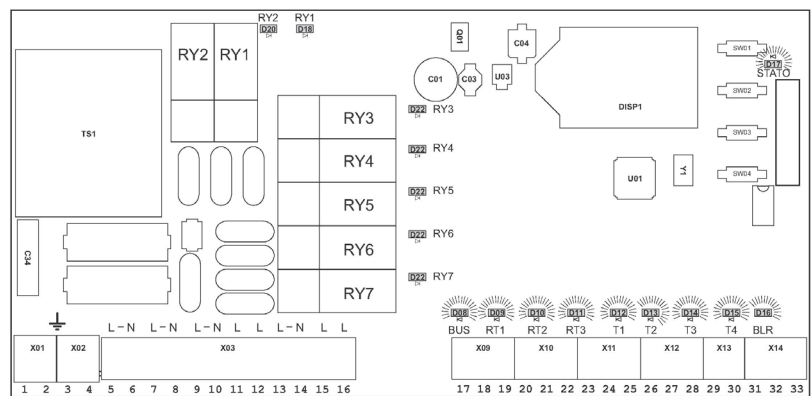 RY2 RY1
D20 D18
RY2 RY1
Q01
C04
SW01
D17
STATO
C01 C03 U03
DISP1
SW02
TS1
RY3
D22 RY3
SW03
RY4
D22 RY4
U01
Y1
SW04
RY5
D22 RY5
C34
RY6
D22 RY6
RY7
D22 RY7
D08 D09 D10 D11 D12 D13 D14 D15 D16
BUS RT1 RT2 RT3 T1 T2 T3 T4 BLR
L-N L-N L-N L L L-N L L
X01 X02 X03 X09 X10 X11 X12 X13 X14
1 2 3 4 5 6 7 8 9 10 11 12 13 14 15 16 17 18 19 20 21 22 23 24 25 26 27 28 29 30 31 32 33